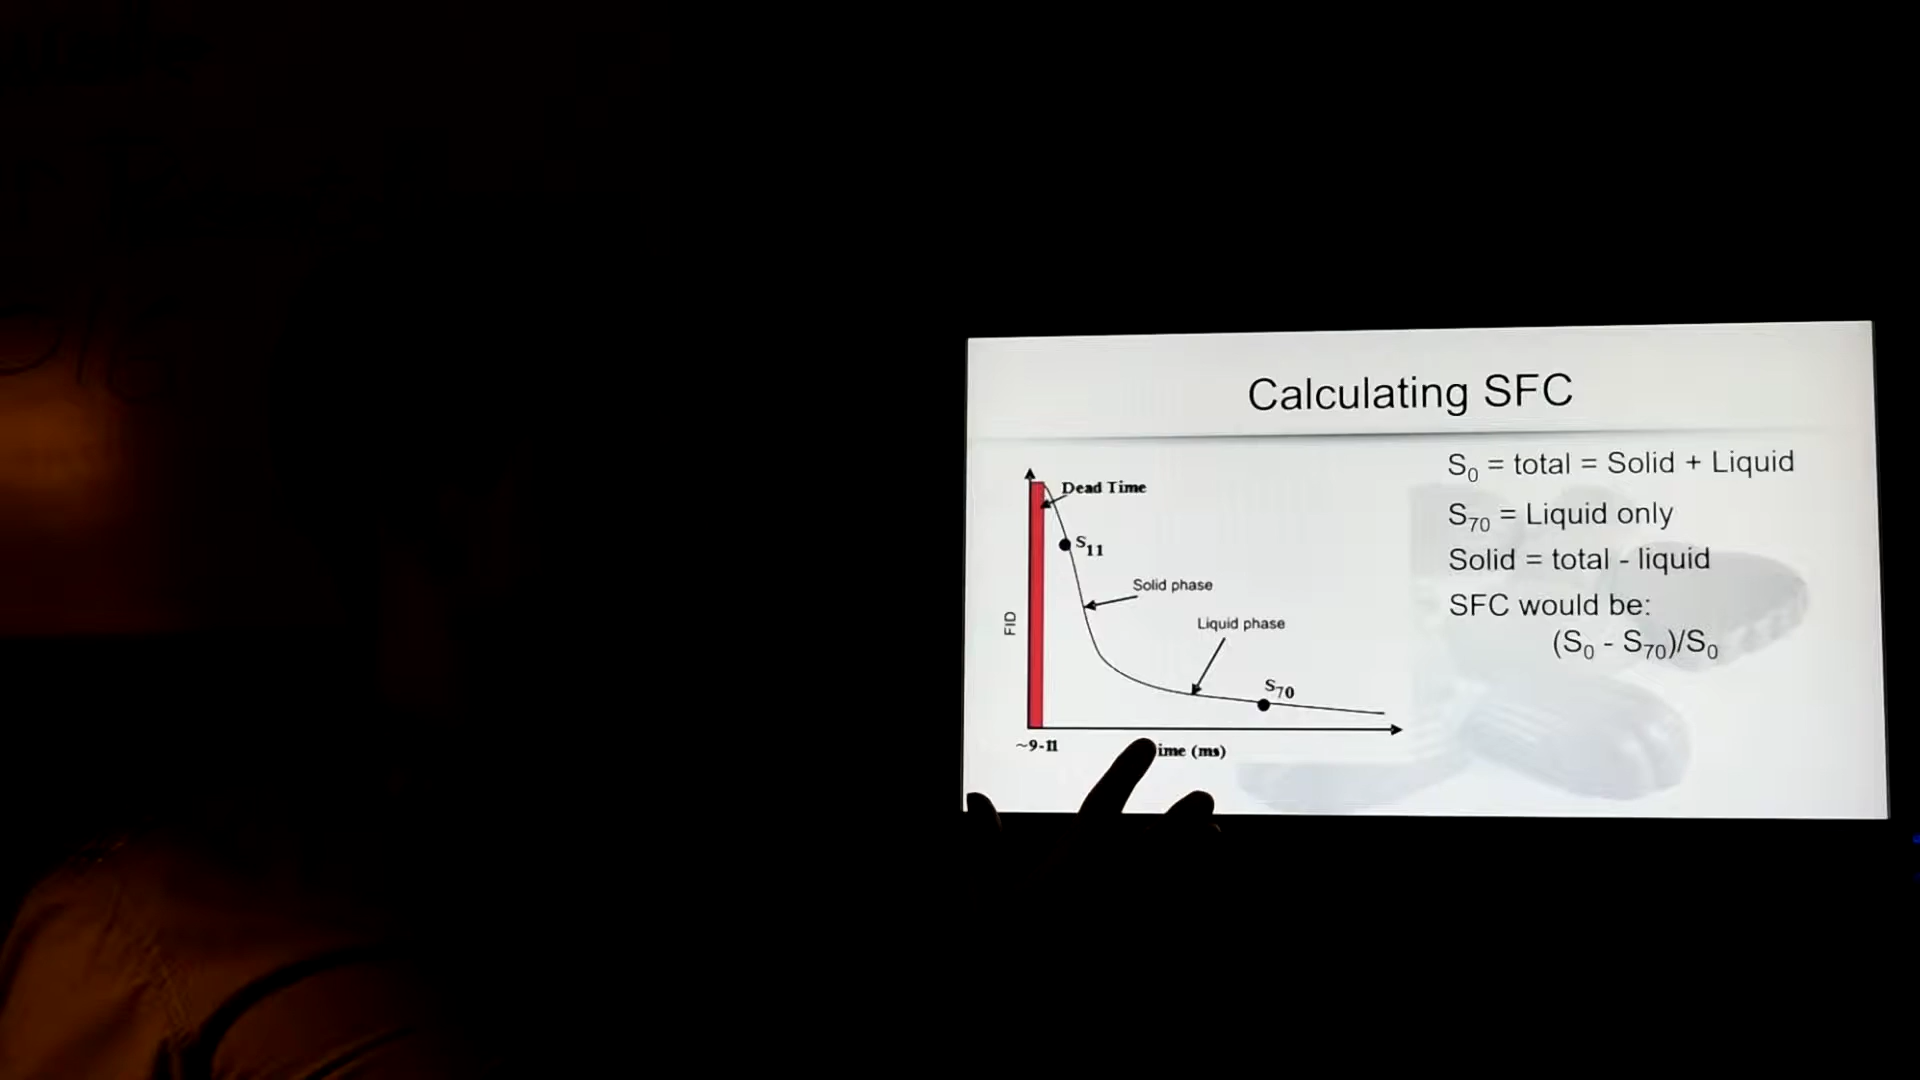 Calculating SFC
S₀ = total = Solid + Liquid
S₇₀ = Liquid only
Solid = total - liquid
SFC would be:
(S₀ - S₇₀)/S₀
Dead Time
S₁₁
Solid phase
Liquid phase
S₇₀
FID
~9-11
ime (ms)